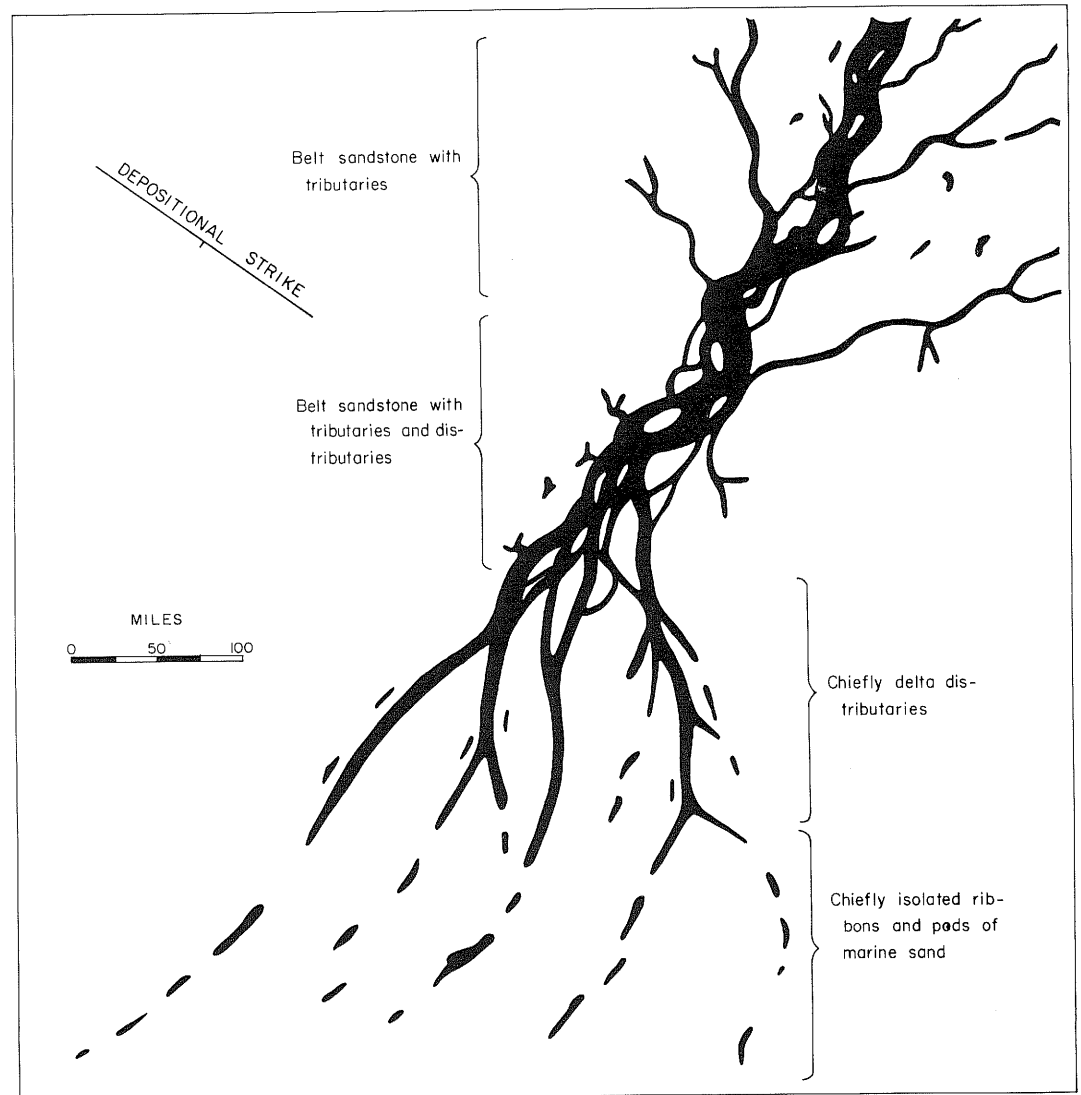 Belt sandstone with
tributaries
DEPOSITIONAL STRIKE
Belt sandstone with
tributaries and dis-
tributaries
MILES
0 50 100
Chiefly delta dis-
tributaries
Chiefly isolated rib-
bons and pods of
marine sand